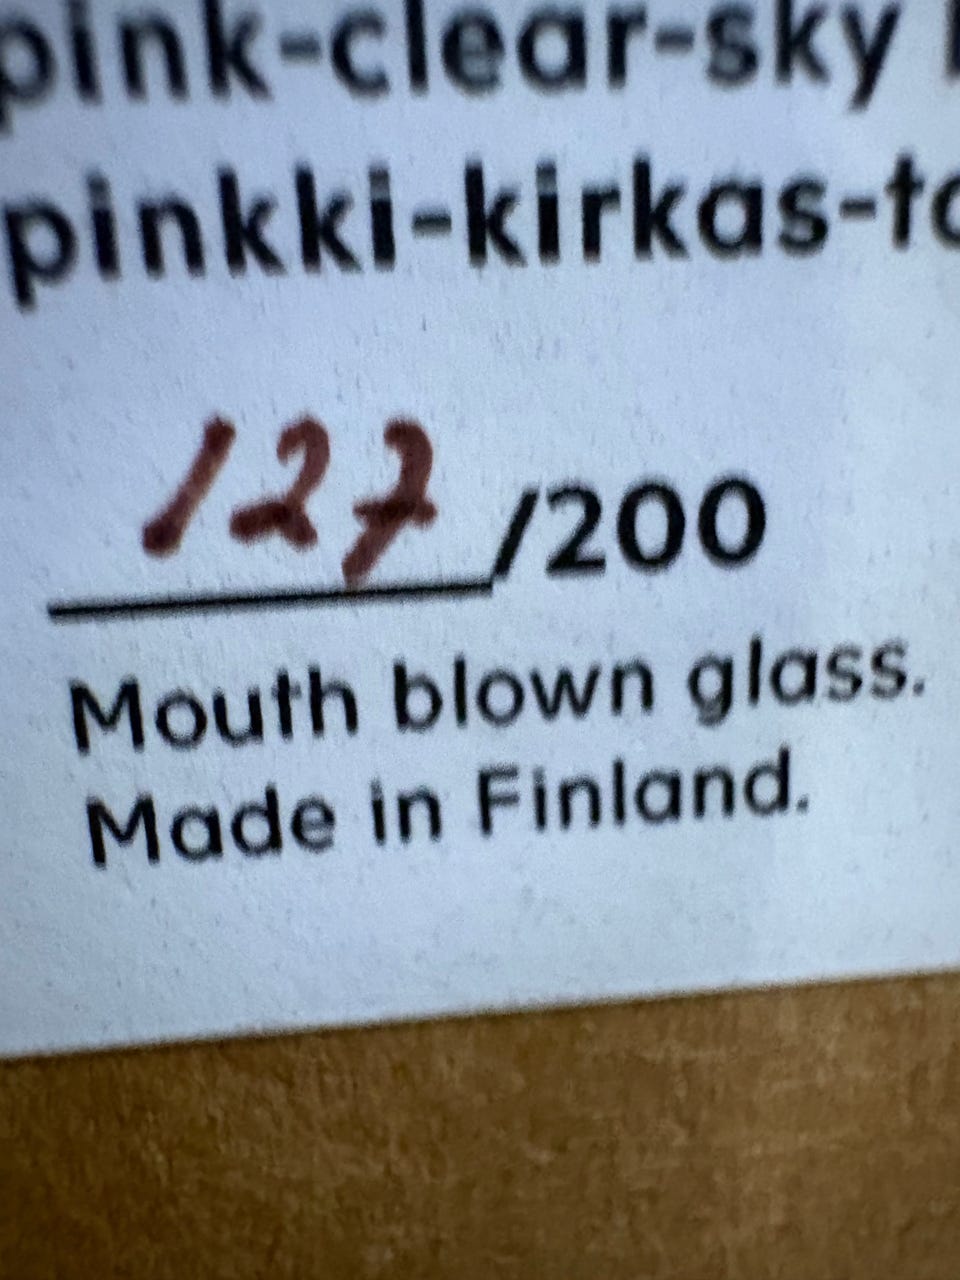 pink-clear-sky
pinkki-kirkas-
127/200
Mouth blown glass.
Made in Finland.